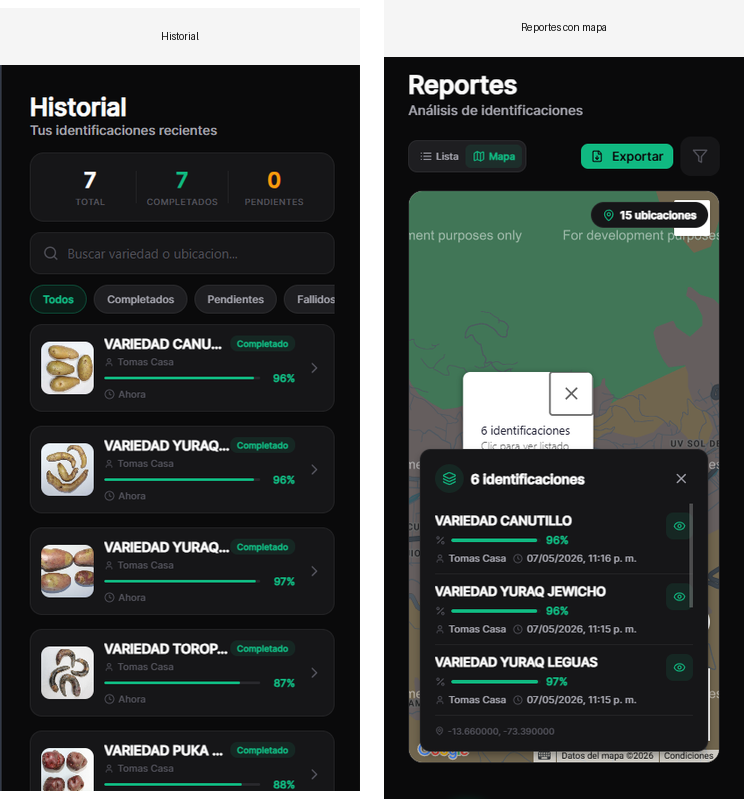 Historial
Historial
Tus identificaciones recientes
7
TOTAL
7
COMPLETADOS
0
PENDIENTES
Buscar variedad o ubicacion...
Todos
Completados
Pendientes
Fallidos
VARIEDAD CANU...
Completado
Tomas Casa
96%
Ahora
VARIEDAD YURAQ...
Completado
Tomas Casa
96%
Ahora
VARIEDAD YURAQ...
Completado
Tomas Casa
97%
Ahora
VARIEDAD TOROP...
Completado
Tomas Casa
87%
Ahora
VARIEDAD PUKA ...
Completado
Tomas Casa
88%
Reportes con mapa
Reportes
Análisis de identificaciones
Lista
Mapa
Exportar
15 ubicaciones
ment purposes only
For development purposes
6 identificaciones
Clic para ver listado
UV SOL DE
6 identificaciones
VARIEDAD CANUTILLO
% 96%
Tomas Casa 07/05/2026, 11:16 p. m.
VARIEDAD YURAQ JEWICHO
% 96%
Tomas Casa 07/05/2026, 11:15 p. m.
VARIEDAD YURAQ LEGUAS
% 97%
Tomas Casa 07/05/2026, 11:15 p. m.
-13.660000, -73.390000
Google
Datos del mapa ©2026
Condiciones